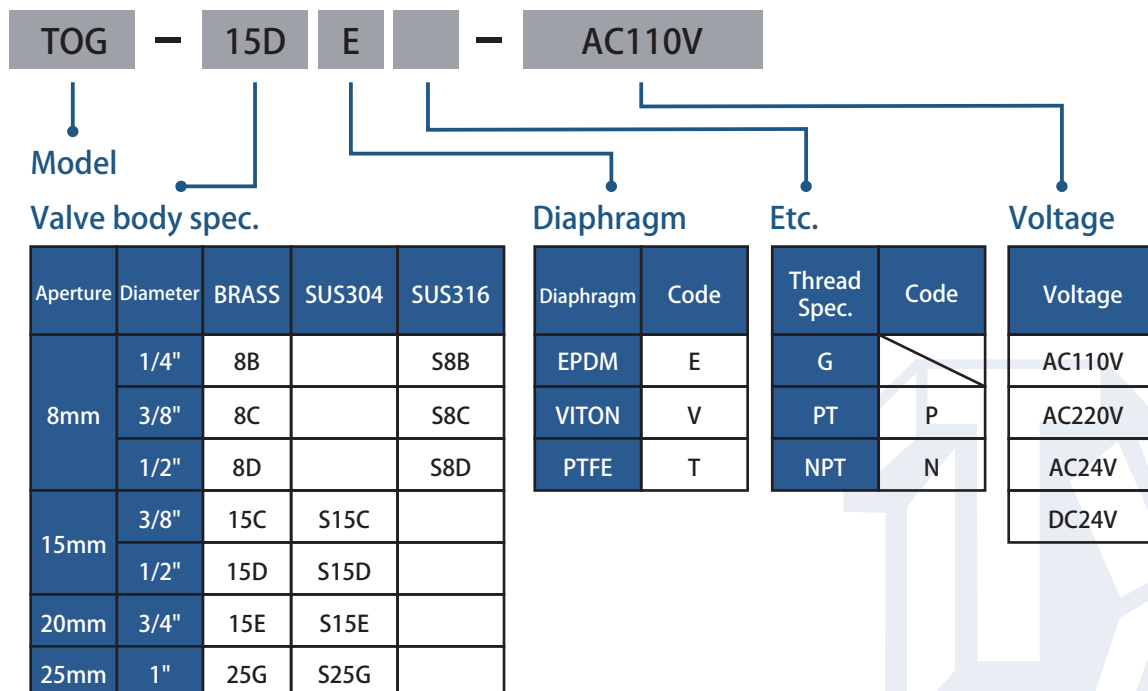 TOG – 15D E – AC110V
Model
Valve body spec.
Diaphragm
Etc.
Voltage
Aperture Diameter BRASS SUS304 SUS316
8mm
1/4" 8B S8B
3/8" 8C S8C
1/2" 8D S8D
15mm
3/8" 15C S15C
1/2" 15D S15D
20mm 3/4" 15E S15E
25mm 1" 25G S25G
Diaphragm Code
EPDM E
VITON V
PTFE T
Thread
Spec.
Code
G
PT P
NPT N
Voltage
AC110V
AC220V
AC24V
DC24V